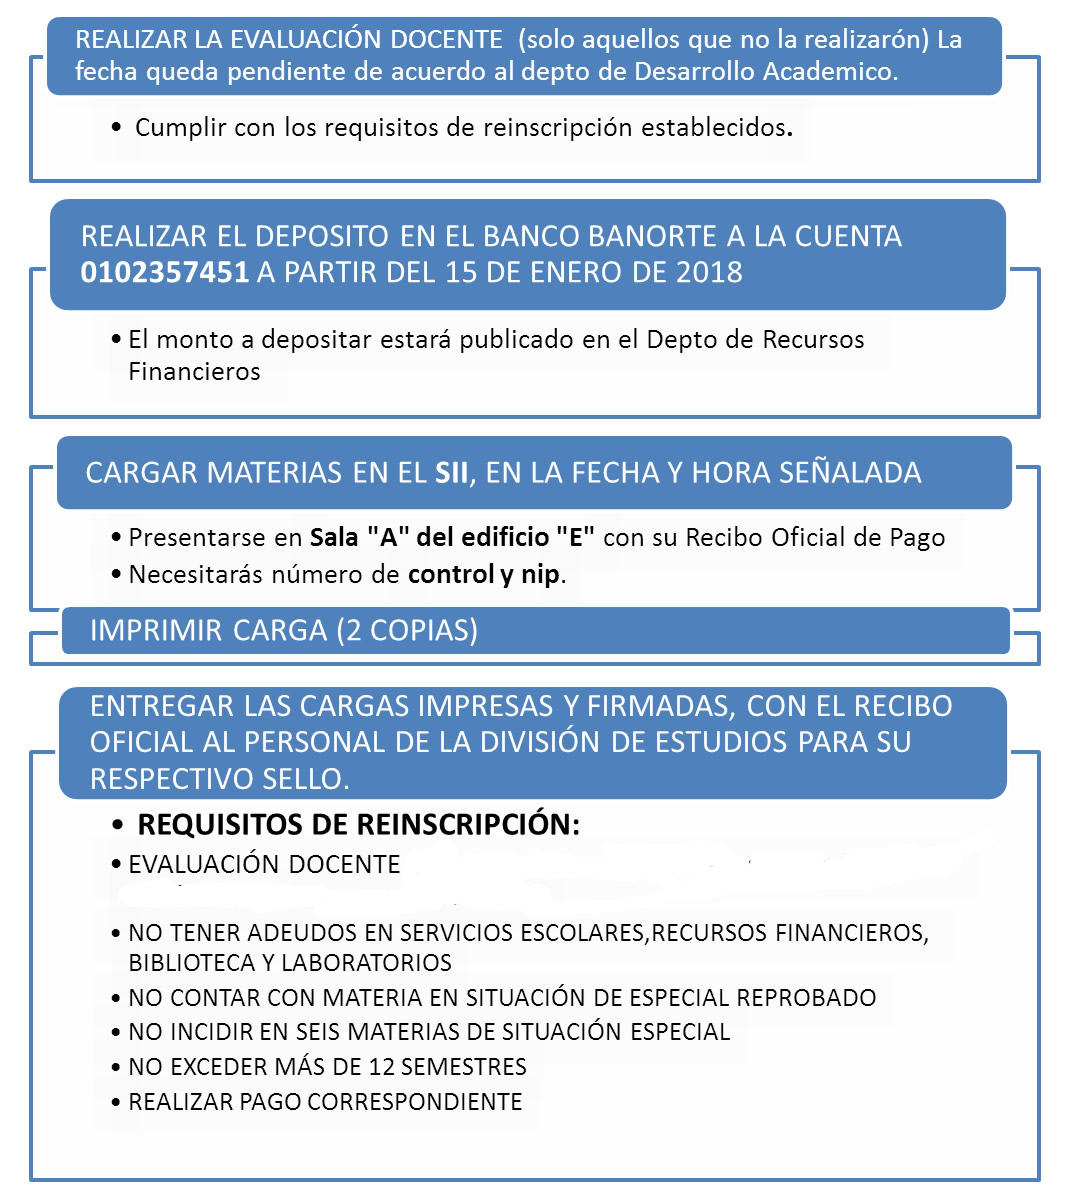 REALIZAR LA EVALUACIÓN DOCENTE (solo aquellos que no la realizarón) La
fecha queda pendiente de acuerdo al depto de Desarrollo Academico.
• Cumplir con los requisitos de reinscripción establecidos.
REALIZAR EL DEPOSITO EN EL BANCO BANORTE A LA CUENTA
0102357451 A PARTIR DEL 15 DE ENERO DE 2018
• El monto a depositar estará publicado en el Depto de Recursos
Financieros
CARGAR MATERIAS EN EL SII, EN LA FECHA Y HORA SEÑALADA
• Presentarse en Sala "A" del edificio "E" con su Recibo Oficial de Pago
• Necesitarás número de control y nip.
IMPRIMIR CARGA (2 COPIAS)
ENTREGAR LAS CARGAS IMPRESAS Y FIRMADAS, CON EL RECIBO
OFICIAL AL PERSONAL DE LA DIVISIÓN DE ESTUDIOS PARA SU
RESPECTIVO SELLO.
• REQUISITOS DE REINSCRIPCIÓN:
• EVALUACIÓN DOCENTE
• NO TENER ADEUDOS EN SERVICIOS ESCOLARES,RECURSOS FINANCIEROS,
BIBLIOTECA Y LABORATORIOS
• NO CONTAR CON MATERIA EN SITUACIÓN DE ESPECIAL REPROBADO
• NO INCIDIR EN SEIS MATERIAS DE SITUACIÓN ESPECIAL
• NO EXCEDER MÁS DE 12 SEMESTRES
• REALIZAR PAGO CORRESPONDIENTE